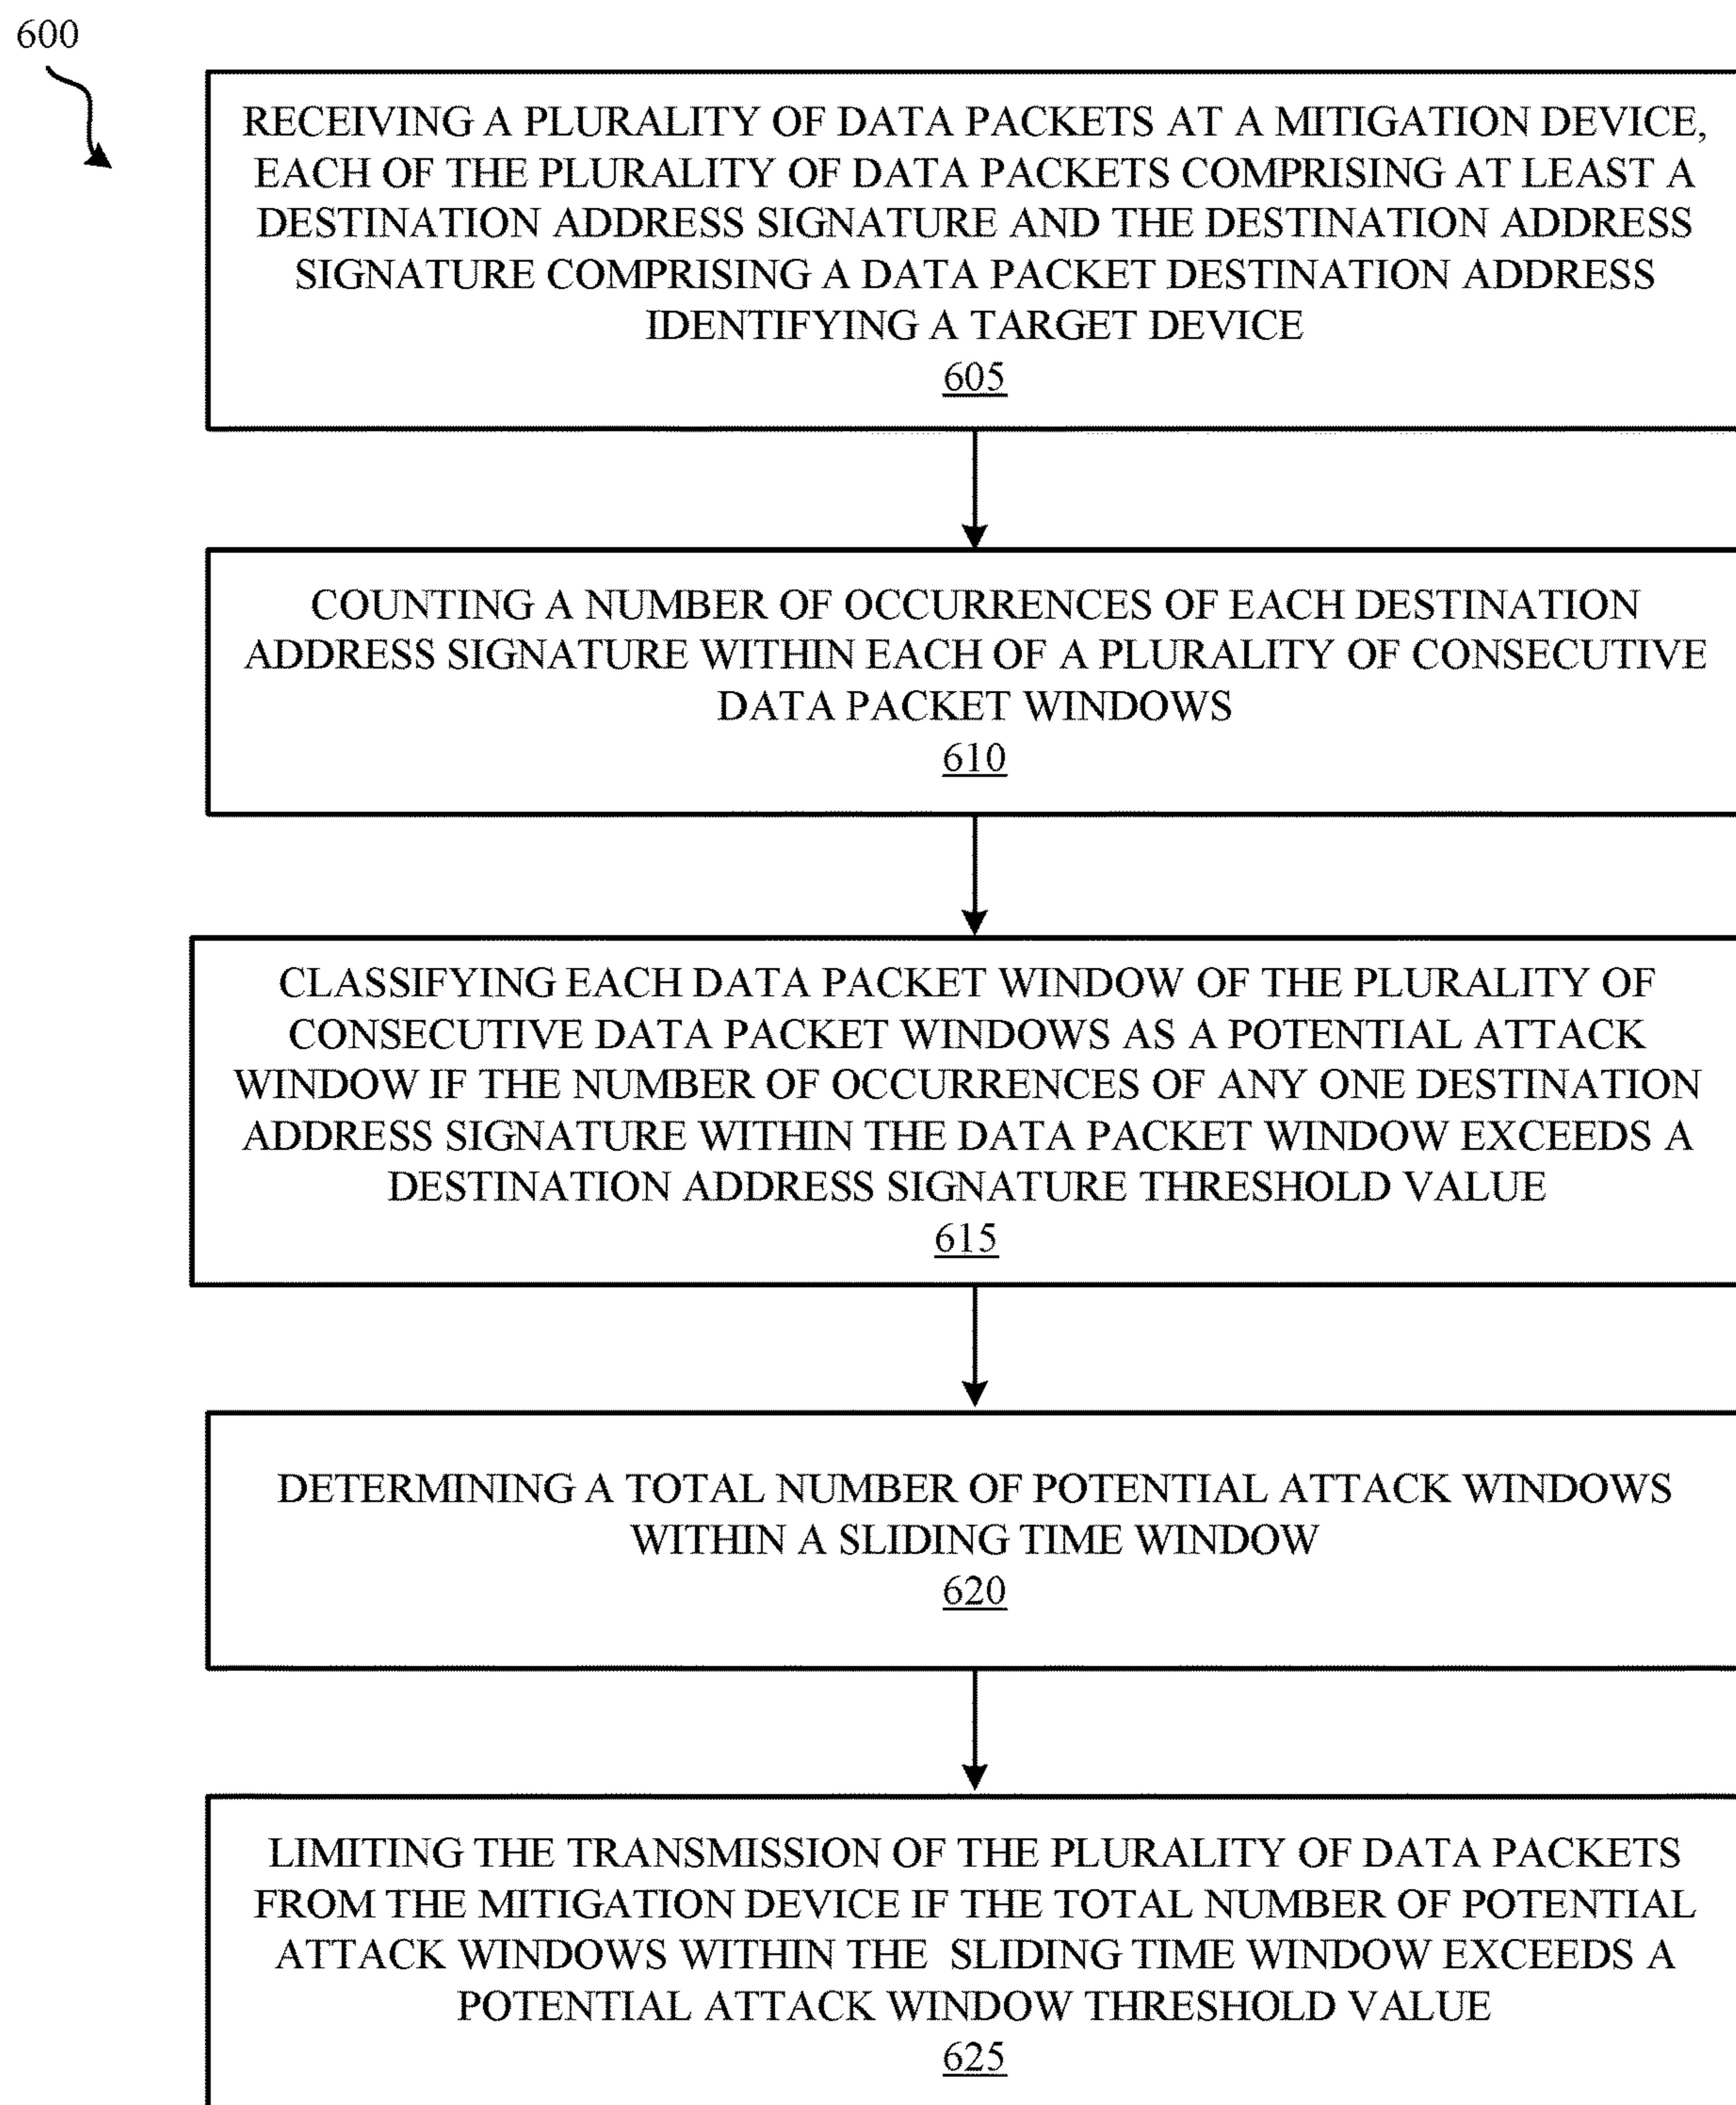 600
RECEIVING A PLURALITY OF DATA PACKETS AT A MITIGATION DEVICE,
EACH OF THE PLURALITY OF DATA PACKETS COMPRISING AT LEAST A
DESTINATION ADDRESS SIGNATURE AND THE DESTINATION ADDRESS
SIGNATURE COMPRISING A DATA PACKET DESTINATION ADDRESS
IDENTIFYING A TARGET DEVICE
605
COUNTING A NUMBER OF OCCURRENCES OF EACH DESTINATION
ADDRESS SIGNATURE WITHIN EACH OF A PLURALITY OF CONSECUTIVE
DATA PACKET WINDOWS
610
CLASSIFYING EACH DATA PACKET WINDOW OF THE PLURALITY OF
CONSECUTIVE DATA PACKET WINDOWS AS A POTENTIAL ATTACK
WINDOW IF THE NUMBER OF OCCURRENCES OF ANY ONE DESTINATION
ADDRESS SIGNATURE WITHIN THE DATA PACKET WINDOW EXCEEDS A
DESTINATION ADDRESS SIGNATURE THRESHOLD VALUE
615
DETERMINING A TOTAL NUMBER OF POTENTIAL ATTACK WINDOWS
WITHIN A SLIDING TIME WINDOW
620
LIMITING THE TRANSMISSION OF THE PLURALITY OF DATA PACKETS
FROM THE MITIGATION DEVICE IF THE TOTAL NUMBER OF POTENTIAL
ATTACK WINDOWS WITHIN THE SLIDING TIME WINDOW EXCEEDS A
POTENTIAL ATTACK WINDOW THRESHOLD VALUE
625